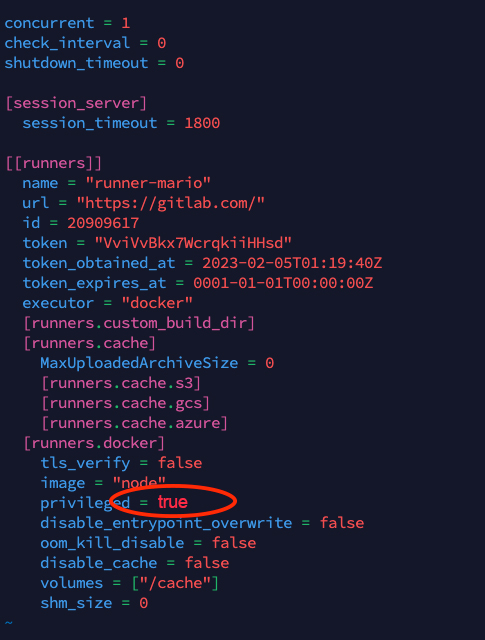 concurrent = 1
check_interval = 0
shutdown_timeout = 0
[session_server]
session_timeout = 1800
[[runners]]
name = "runner-mario"
url = "https://gitlab.com/"
id = 20909617
token = "VviVvBkx7WcrqkiiHHsd"
token_obtained_at = 2023-02-05T01:19:40Z
token_expires_at = 0001-01-01T00:00:00Z
executor = "docker"
[runners.custom_build_dir]
[runners.cache]
MaxUploadedArchiveSize = 0
[runners.cache.s3]
[runners.cache.gcs]
[runners.cache.azure]
[runners.docker]
tls_verify = false
image = "node"
privileged = true
disable_entrypoint_overwrite = false
oom_kill_disable = false
disable_cache = false
volumes = ["/cache"]
shm_size = 0
~